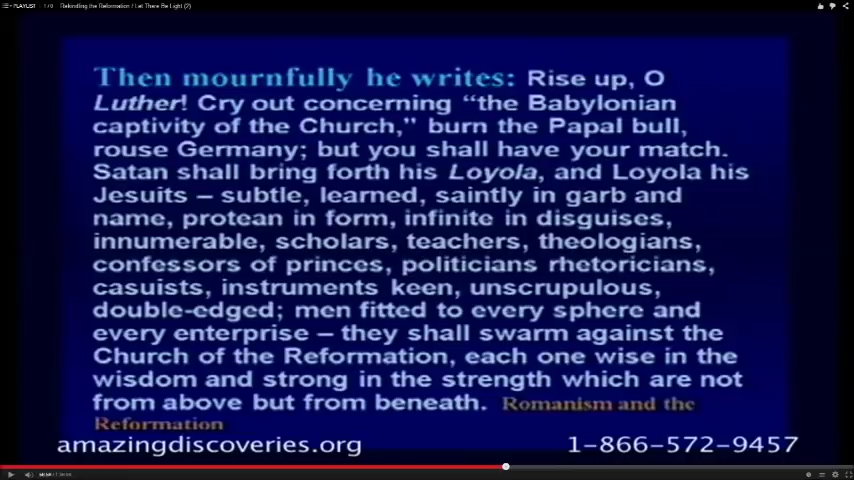 PLAYLIST
Rekindling the Reformation / Let There Be Light (2)
Then mournfully he writes: Rise up, O
Luther! Cry out concerning “the Babylonian
captivity of the Church,” burn the Papal bull,
rouse Germany; but you shall have your match.
Satan shall bring forth his Loyola, and Loyola his
Jesuits – subtle, learned, saintly in garb and
name, protean in form, infinite in disguises,
innumerable, scholars, teachers, theologians,
confessors of princes, politicians rhetoricians,
casuists, instruments keen, unscrupulous,
double-edged; men fitted to every sphere and
every enterprise – they shall swarm against the
Church of the Reformation, each one wise in the
wisdom and strong in the strength which are not
from above but from beneath. Romanism and the
Reformation
amazingdiscoveries.org 1-866-572-9457